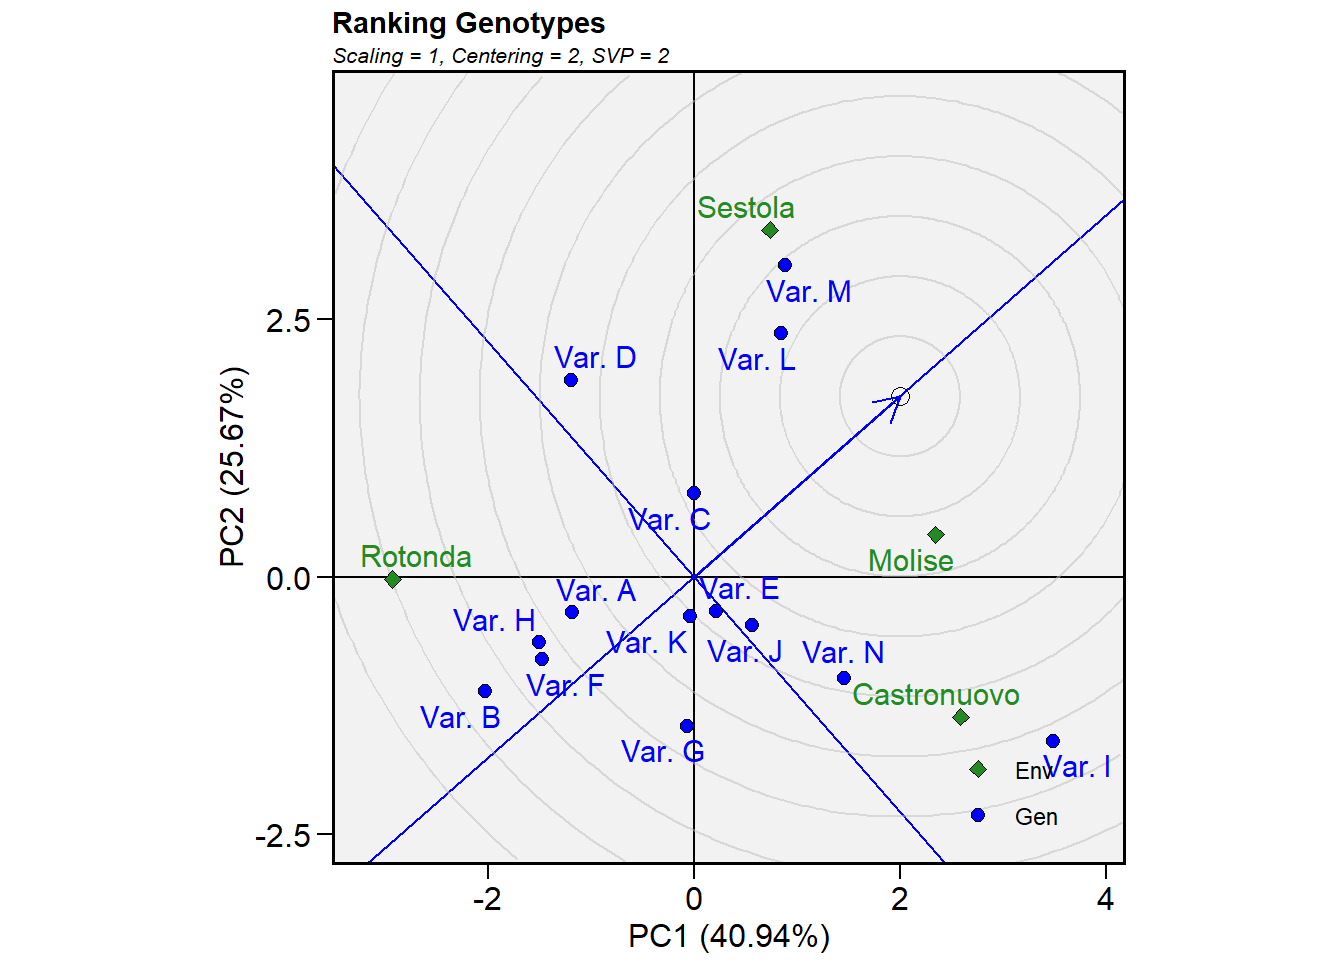 Ranking Genotypes
Scaling = 1, Centering = 2, SVP = 2
Sestola
Var. M
2.5
Var. L
Var. D
PC2 (25.67%)
Var. C
Rotonda
Molise
0.0
Var. A
Var. E
Var. H
Var. K
Var. J
Var. N
Var. F
Castronuovo
Var. B
Var. G
Var. I
Env
Gen
-2.5
-2
0
2
4
PC1 (40.94%)